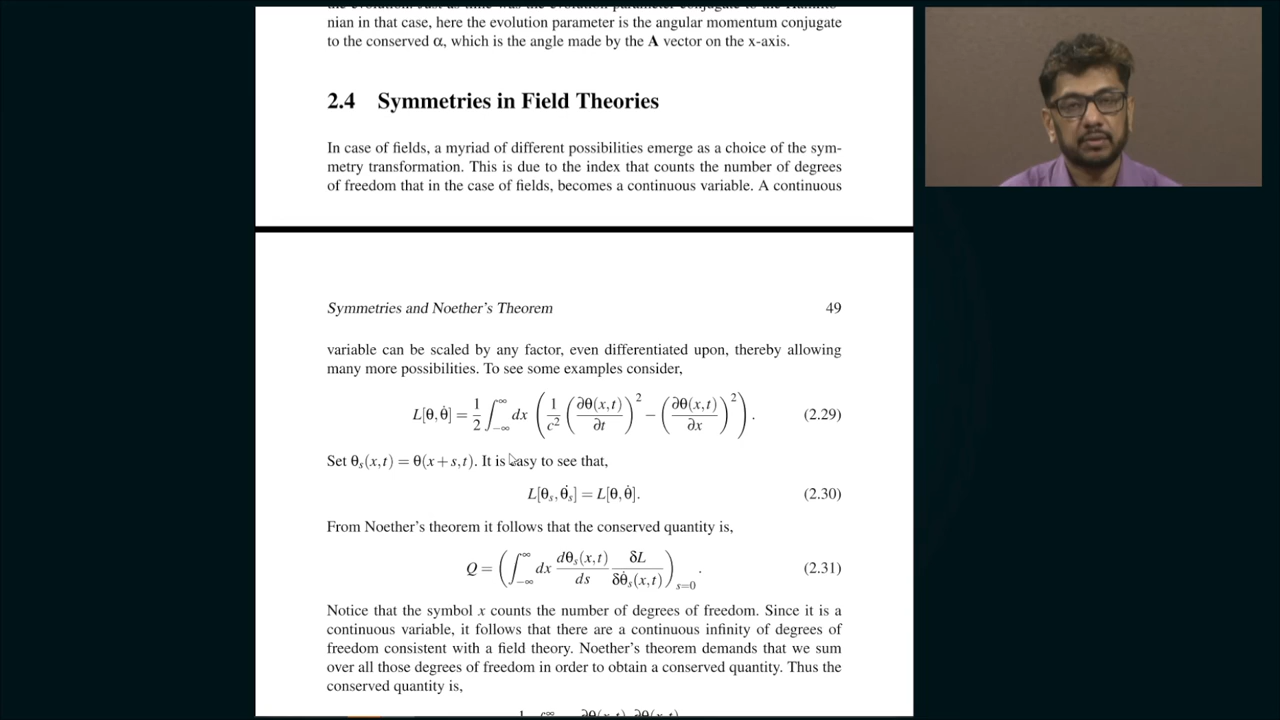 nian in that case, here the evolution parameter is the angular momentum conjugate
to the conserved α, which is the angle made by the A vector on the x-axis.
2.4 Symmetries in Field Theories
In case of fields, a myriad of different possibilities emerge as a choice of the sym-
metry transformation. This is due to the index that counts the number of degrees
of freedom that in the case of fields, becomes a continuous variable. A continuous
Symmetries and Noether's Theorem 49
variable can be scaled by any factor, even differentiated upon, thereby allowing
many more possibilities. To see some examples consider,
L[θ,θ̇] = 1/2 ∫_{-∞}^{∞} dx (1/c² (∂θ(x,t)/∂t)² − (∂θ(x,t)/∂x)²). (2.29)
Set θ_s(x,t) = θ(x+s,t). It is easy to see that,
L[θ_s,θ̇_s] = L[θ,θ̇]. (2.30)
From Noether's theorem it follows that the conserved quantity is,
Q = (∫_{-∞}^{∞} dx dθ_s(x,t)/ds δL/δθ̇_s(x,t))_{s=0}. (2.31)
Notice that the symbol x counts the number of degrees of freedom. Since it is a
continuous variable, it follows that there are a continuous infinity of degrees of
freedom consistent with a field theory. Noether's theorem demands that we sum
over all those degrees of freedom in order to obtain a conserved quantity. Thus the
conserved quantity is,